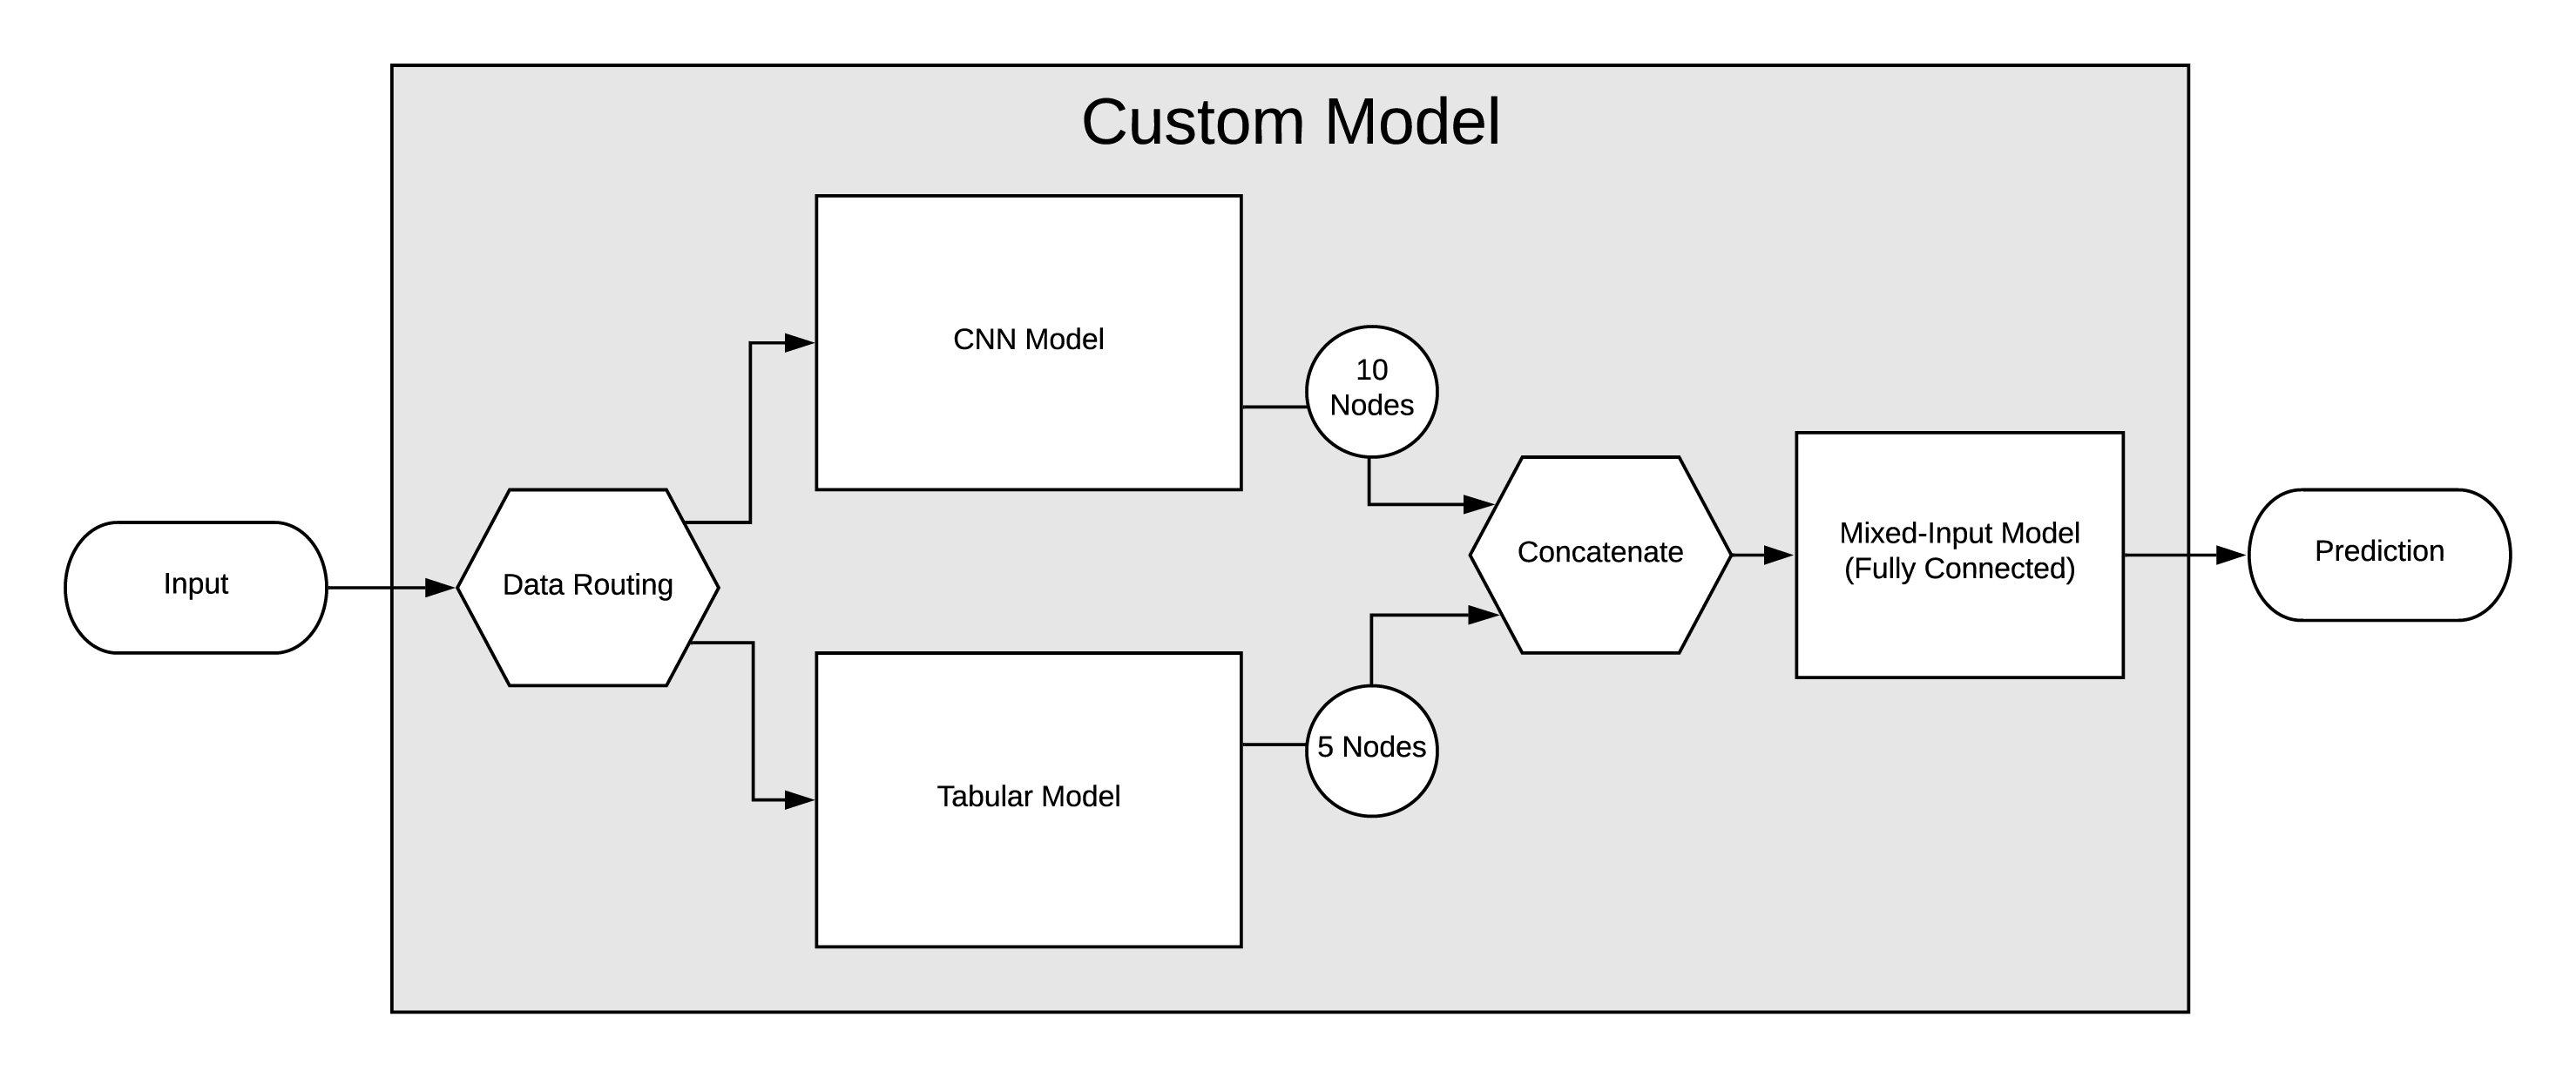 Custom Model
CNN Model
10
Nodes
Input
Data Routing
Concatenate
Mixed-Input Model
(Fully Connected)
Prediction
5 Nodes
Tabular Model